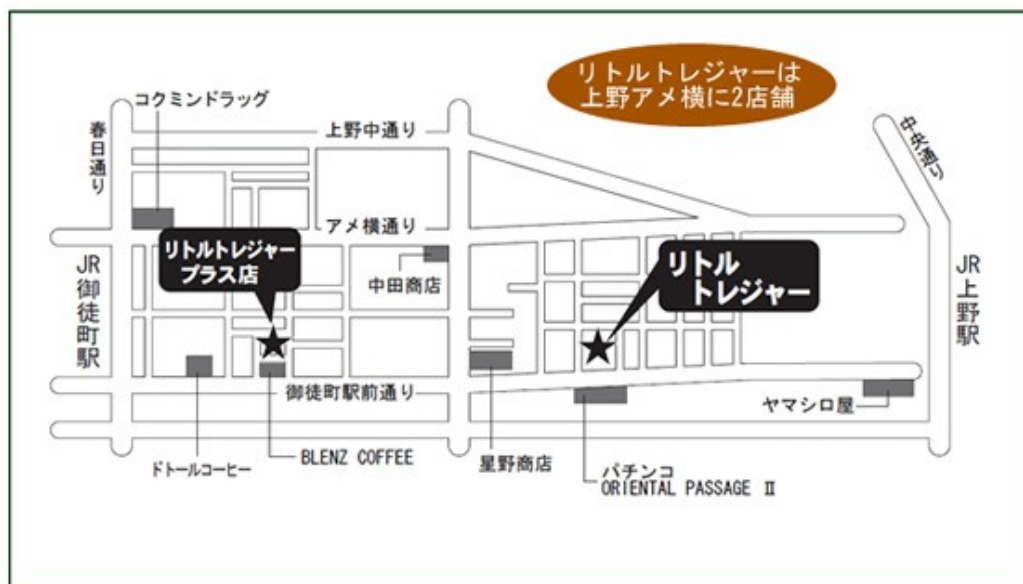 リトルトレジャーは
上野アメ横に2店舗
コクミンドラッグ
春日通り
上野中通り
中央通り
アメ横通り
リトルトレジャー
プラス店
中田商店
リトル
トレジャー
JR御徒町駅
JR上野駅
御徒町駅前通り
ヤマシロ屋
ドトールコーヒー
BLENZ COFFEE
星野商店
パチンコ
ORIENTAL PASSAGE Ⅱ